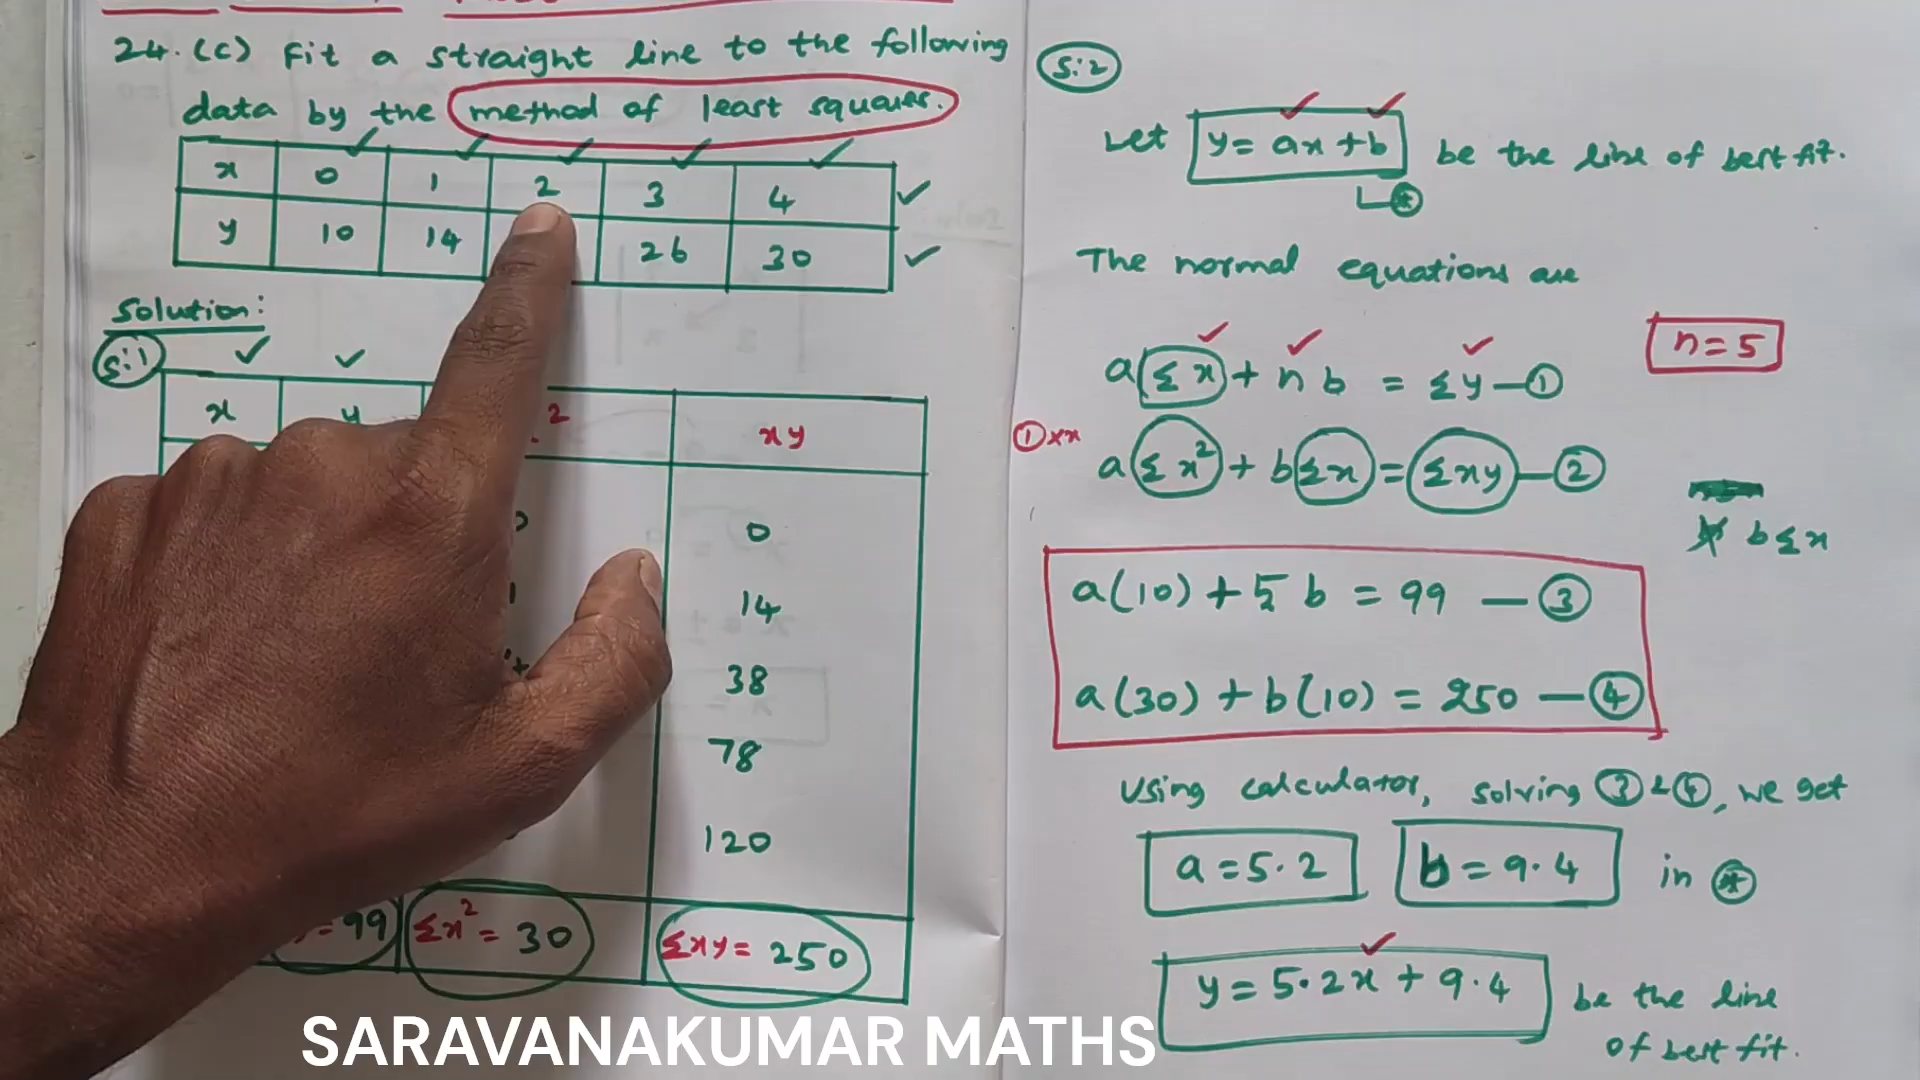 24. (c) Fit a straight line to the following
data by the method of least squares.
x 0 1 2 3 4
y 10 14 26 30
Solution:
S:1
x y 2 xy
0
1 14
38
78
120
= 99 Σx² = 30 Σxy = 250
S:2
Let y = ax + b be the line of best fit.
*
The normal equations are
n = 5
a Σx + n b = Σy — 1
1 × x
a Σx² + b Σx = Σxy — 2
b Σx
a(10) + 5 b = 99 — 3
a(30) + b(10) = 250 — 4
Using calculator, solving 3 & 4, we get
a = 5.2 b = 9.4 in *
y = 5.2x + 9.4 be the line
of best fit.
SARAVANAKUMAR MATHS